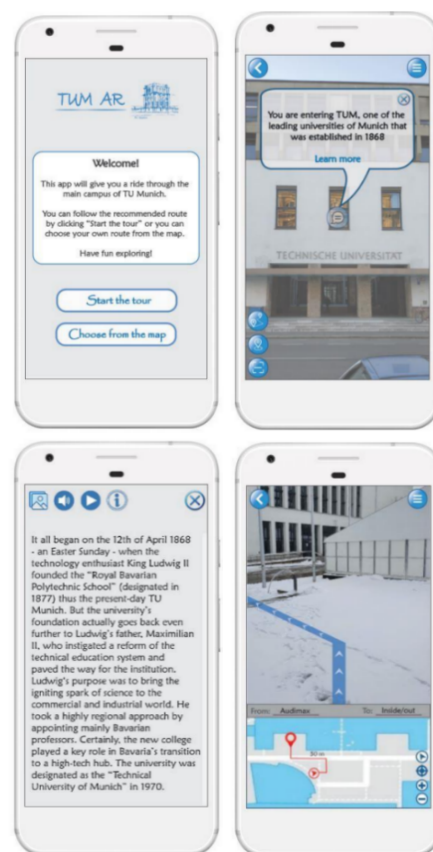 TUM AR
Welcome!
This app will give you a ride through the
main campus of TU Munich.
You can follow the recommended route
by clicking "Start the tour" or you can
choose your own route from the map.
Have fun exploring!
Start the tour
Choose from the map
You are entering TUM, one of the
leading universities of Munich that
was established in 1868
Learn more
TECHNISCHE UNIVERSITÄT
It all began on the 12th of April 1868
- an Easter Sunday - when the
technology enthusiast King Ludwig II
founded the "Royal Bavarian
Polytechnic School" (designated in
1877) thus the present-day TU
Munich. But the university's
foundation actually goes back even
further to Ludwig's father, Maximilian
II, who instigated a reform of the
technical education system and
paved the way for the institution.
Ludwig's purpose was to bring the
igniting spark of science to the
commercial and industrial world. He
took a highly regional approach by
appointing mainly Bavarian
professors. Certainly, the new college
played a key role in Bavaria's transition
to a high-tech hub. The university was
designated as the "Technical
University of Munich" in 1970.
From: Audimax To: Inside/out
30 m